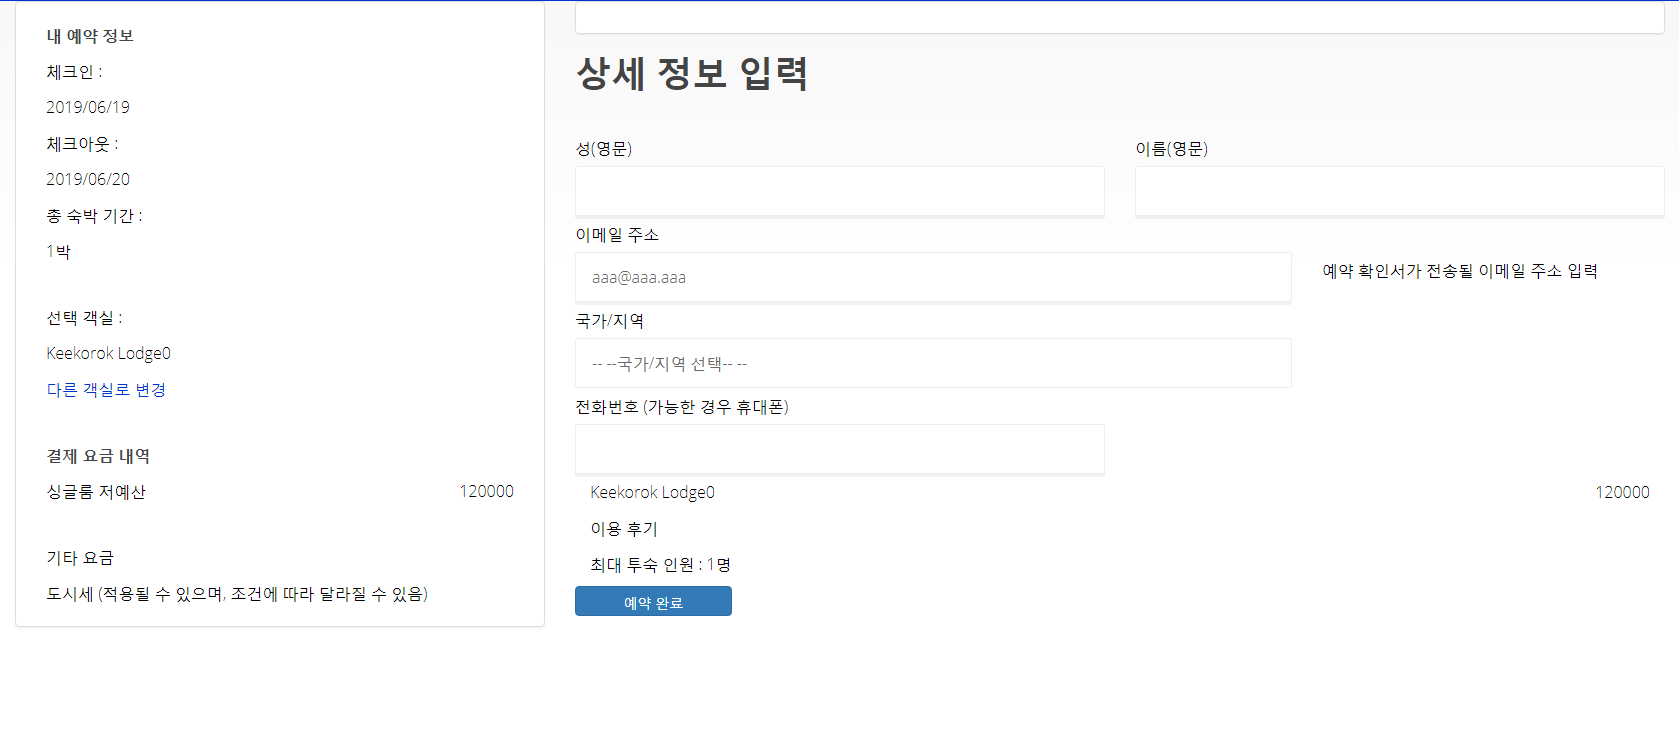 내 예약 정보
체크인 :
2019/06/19
체크아웃 :
2019/06/20
총 숙박 기간 :
1박
선택 객실 :
Keekorok Lodge0
다른 객실로 변경
결제 요금 내역
싱글룸 저예산 120000
기타 요금
도시세 (적용될 수 있으며, 조건에 따라 달라질 수 있음)
상세 정보 입력
성(영문) 이름(영문)
이메일 주소
aaa@aaa.aaa 예약 확인서가 전송될 이메일 주소 입력
국가/지역
-- --국가/지역 선택-- --
전화번호 (가능한 경우 휴대폰)
Keekorok Lodge0 120000
이용 후기
최대 투숙 인원 : 1명
예약 완료